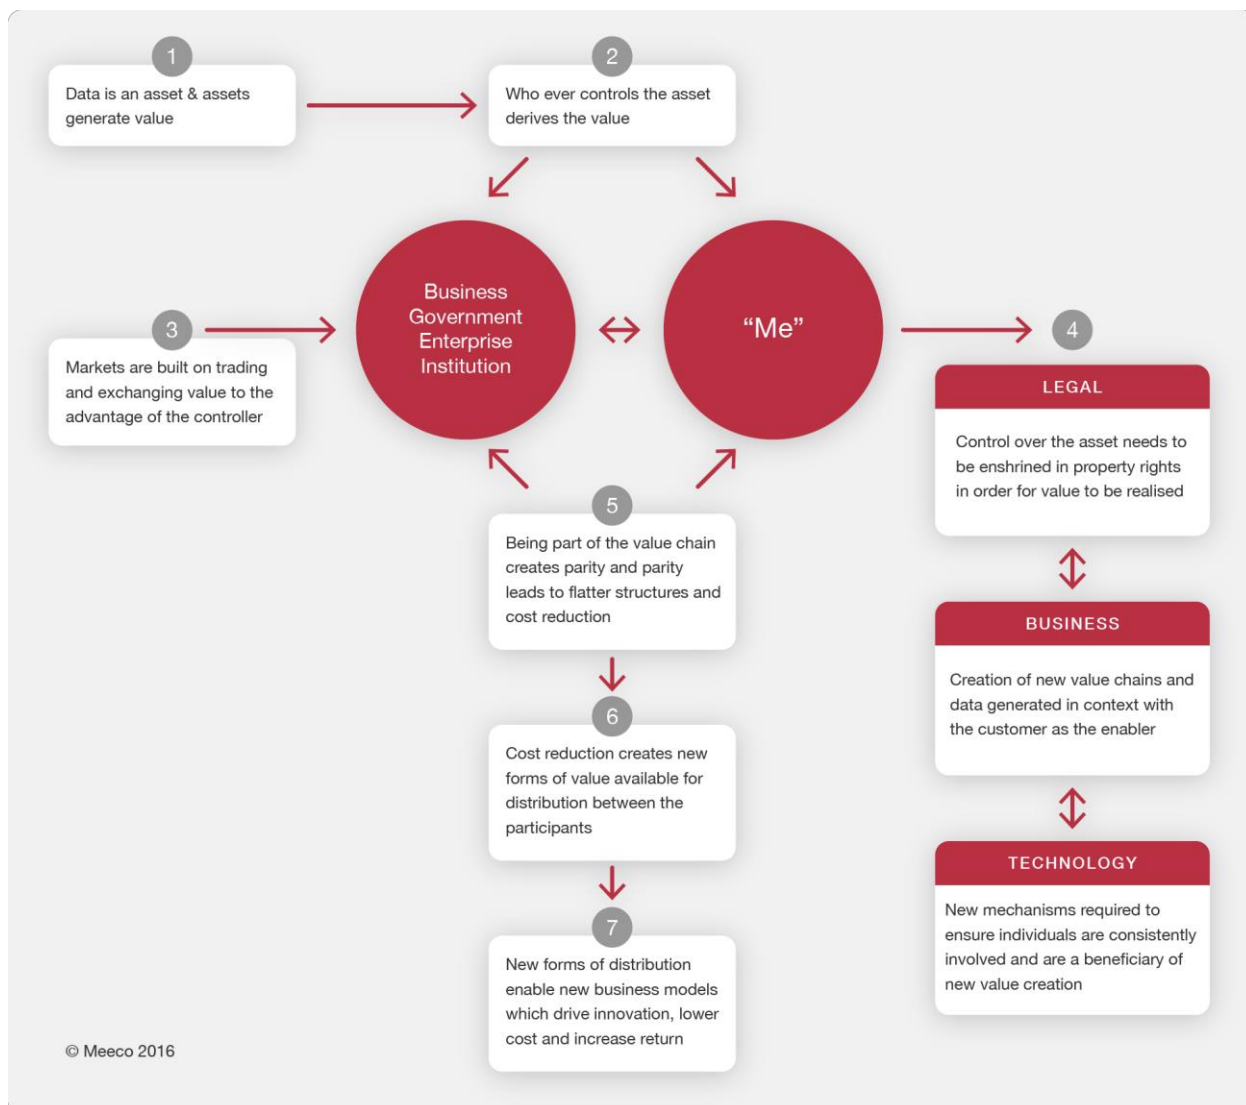 1
Data is an asset & assets
generate value
2
Who ever controls the asset
derives the value
Business
Government
Enterprise
Institution
“Me”
3
Markets are built on trading
and exchanging value to the
advantage of the controller
4
LEGAL
Control over the asset needs to
be enshrined in property rights
in order for value to be realised
5
Being part of the value chain
creates parity and parity
leads to flatter structures and
cost reduction
BUSINESS
Creation of new value chains and
data generated in context with
the customer as the enabler
6
Cost reduction creates new
forms of value available for
distribution between the
participants
TECHNOLOGY
New mechanisms required to
ensure individuals are consistently
involved and are a beneficiary of
new value creation
7
New forms of distribution
enable new business models
which drive innovation, lower
cost and increase return
© Meeco 2016